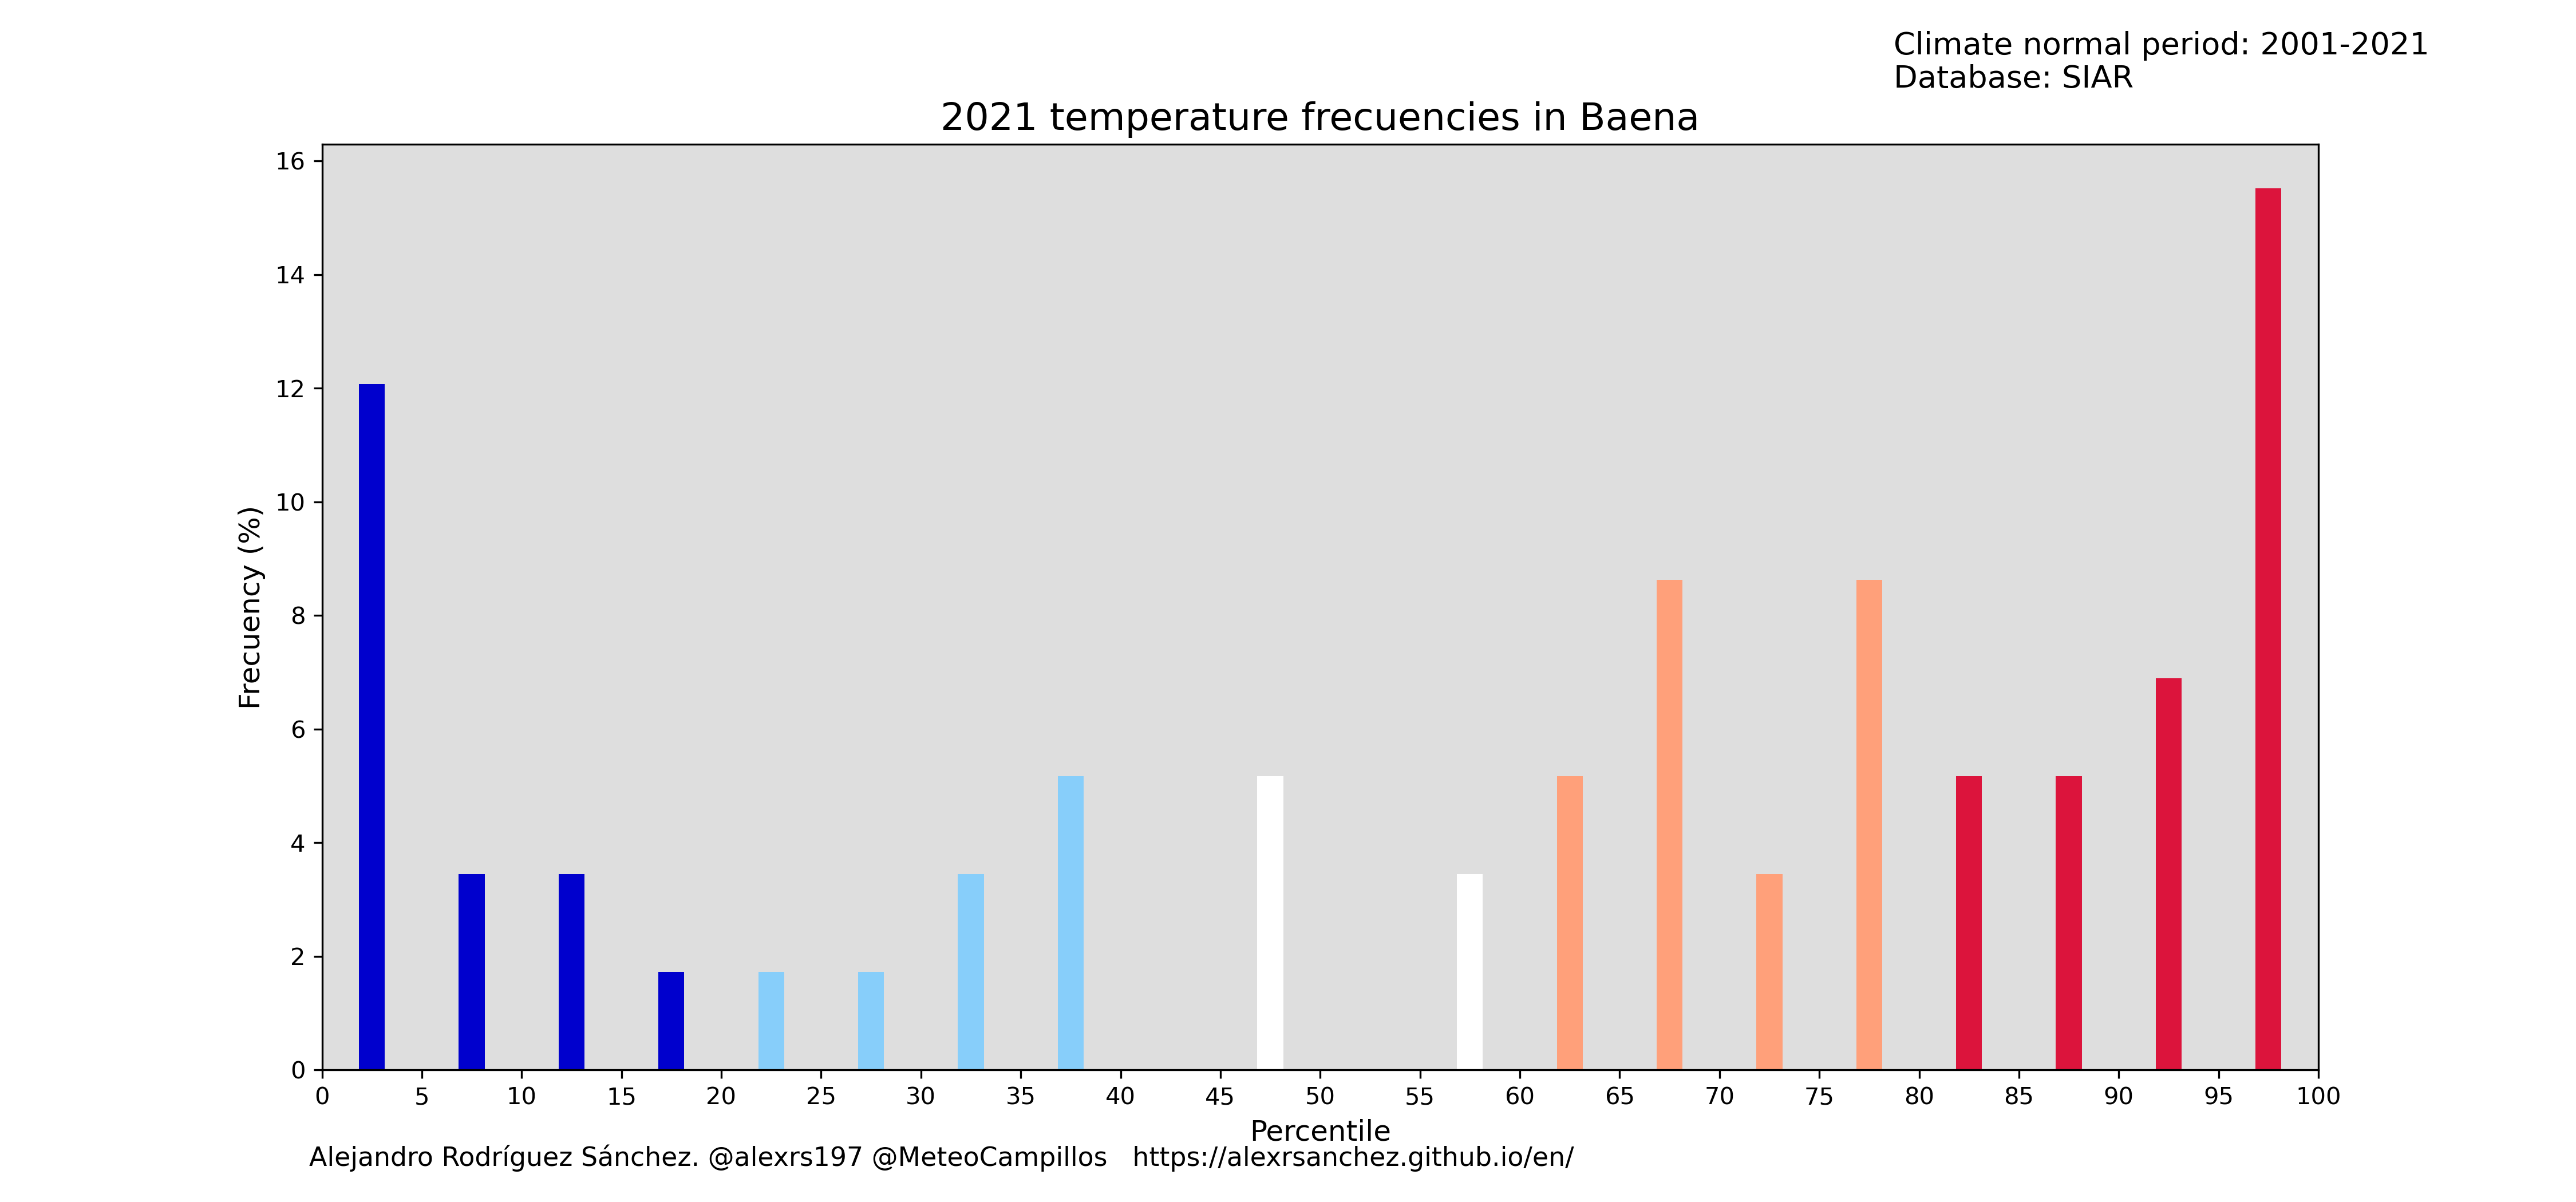 Climate normal period: 2001-2021
Database: SIAR
2021 temperature frecuencies in Baena
16
14
12
10
8
6
4
2
0
Frecuency (%)
0 5 10 15 20 25 30 35 40 45 50 55 60 65 70 75 80 85 90 95 100
Percentile
Alejandro Rodríguez Sánchez. @alexrs197 @MeteoCampillos   https://alexrsanchez.github.io/en/